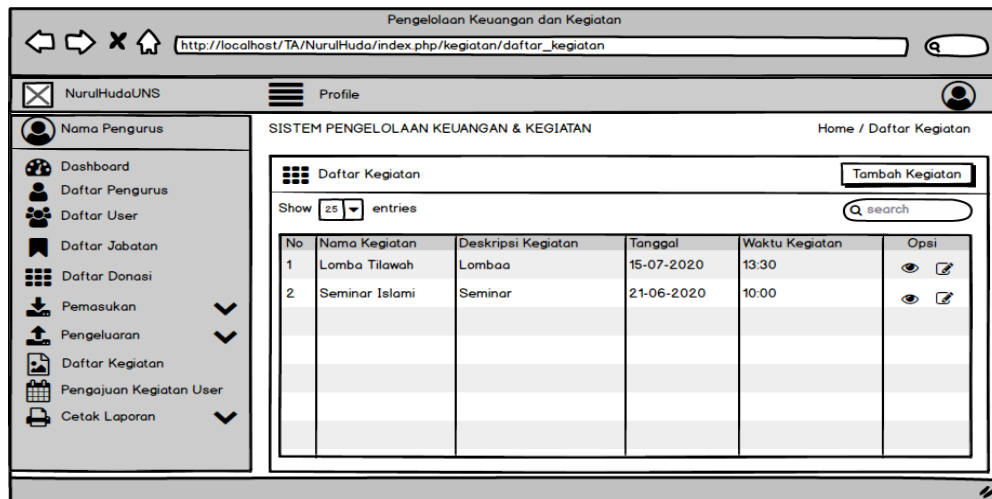 Pengelolaan Keuangan dan Kegiatan
http://localhost/TA/NurulHuda/index.php/kegiatan/daftar_kegiatan
NurulHudaUNS
Profile
Nama Pengurus
Dashboard
Daftar Pengurus
Daftar User
Daftar Jabatan
Daftar Donasi
Pemasukan
Pengeluaran
Daftar Kegiatan
Pengajuan Kegiatan User
Cetak Laporan
SISTEM PENGELOLAAN KEUANGAN & KEGIATAN
Home / Daftar Kegiatan
Daftar Kegiatan
Tambah Kegiatan
Show 25 entries
search
No Nama Kegiatan Deskripsi Kegiatan Tanggal Waktu Kegiatan Opsi
1 Lomba Tilawah Lombaa 15-07-2020 13:30
2 Seminar Islami Seminar 21-06-2020 10:00